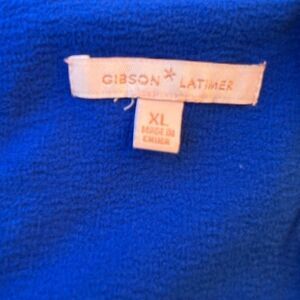 GIBSON * LATIMER
XL
MADE IN
CHINA